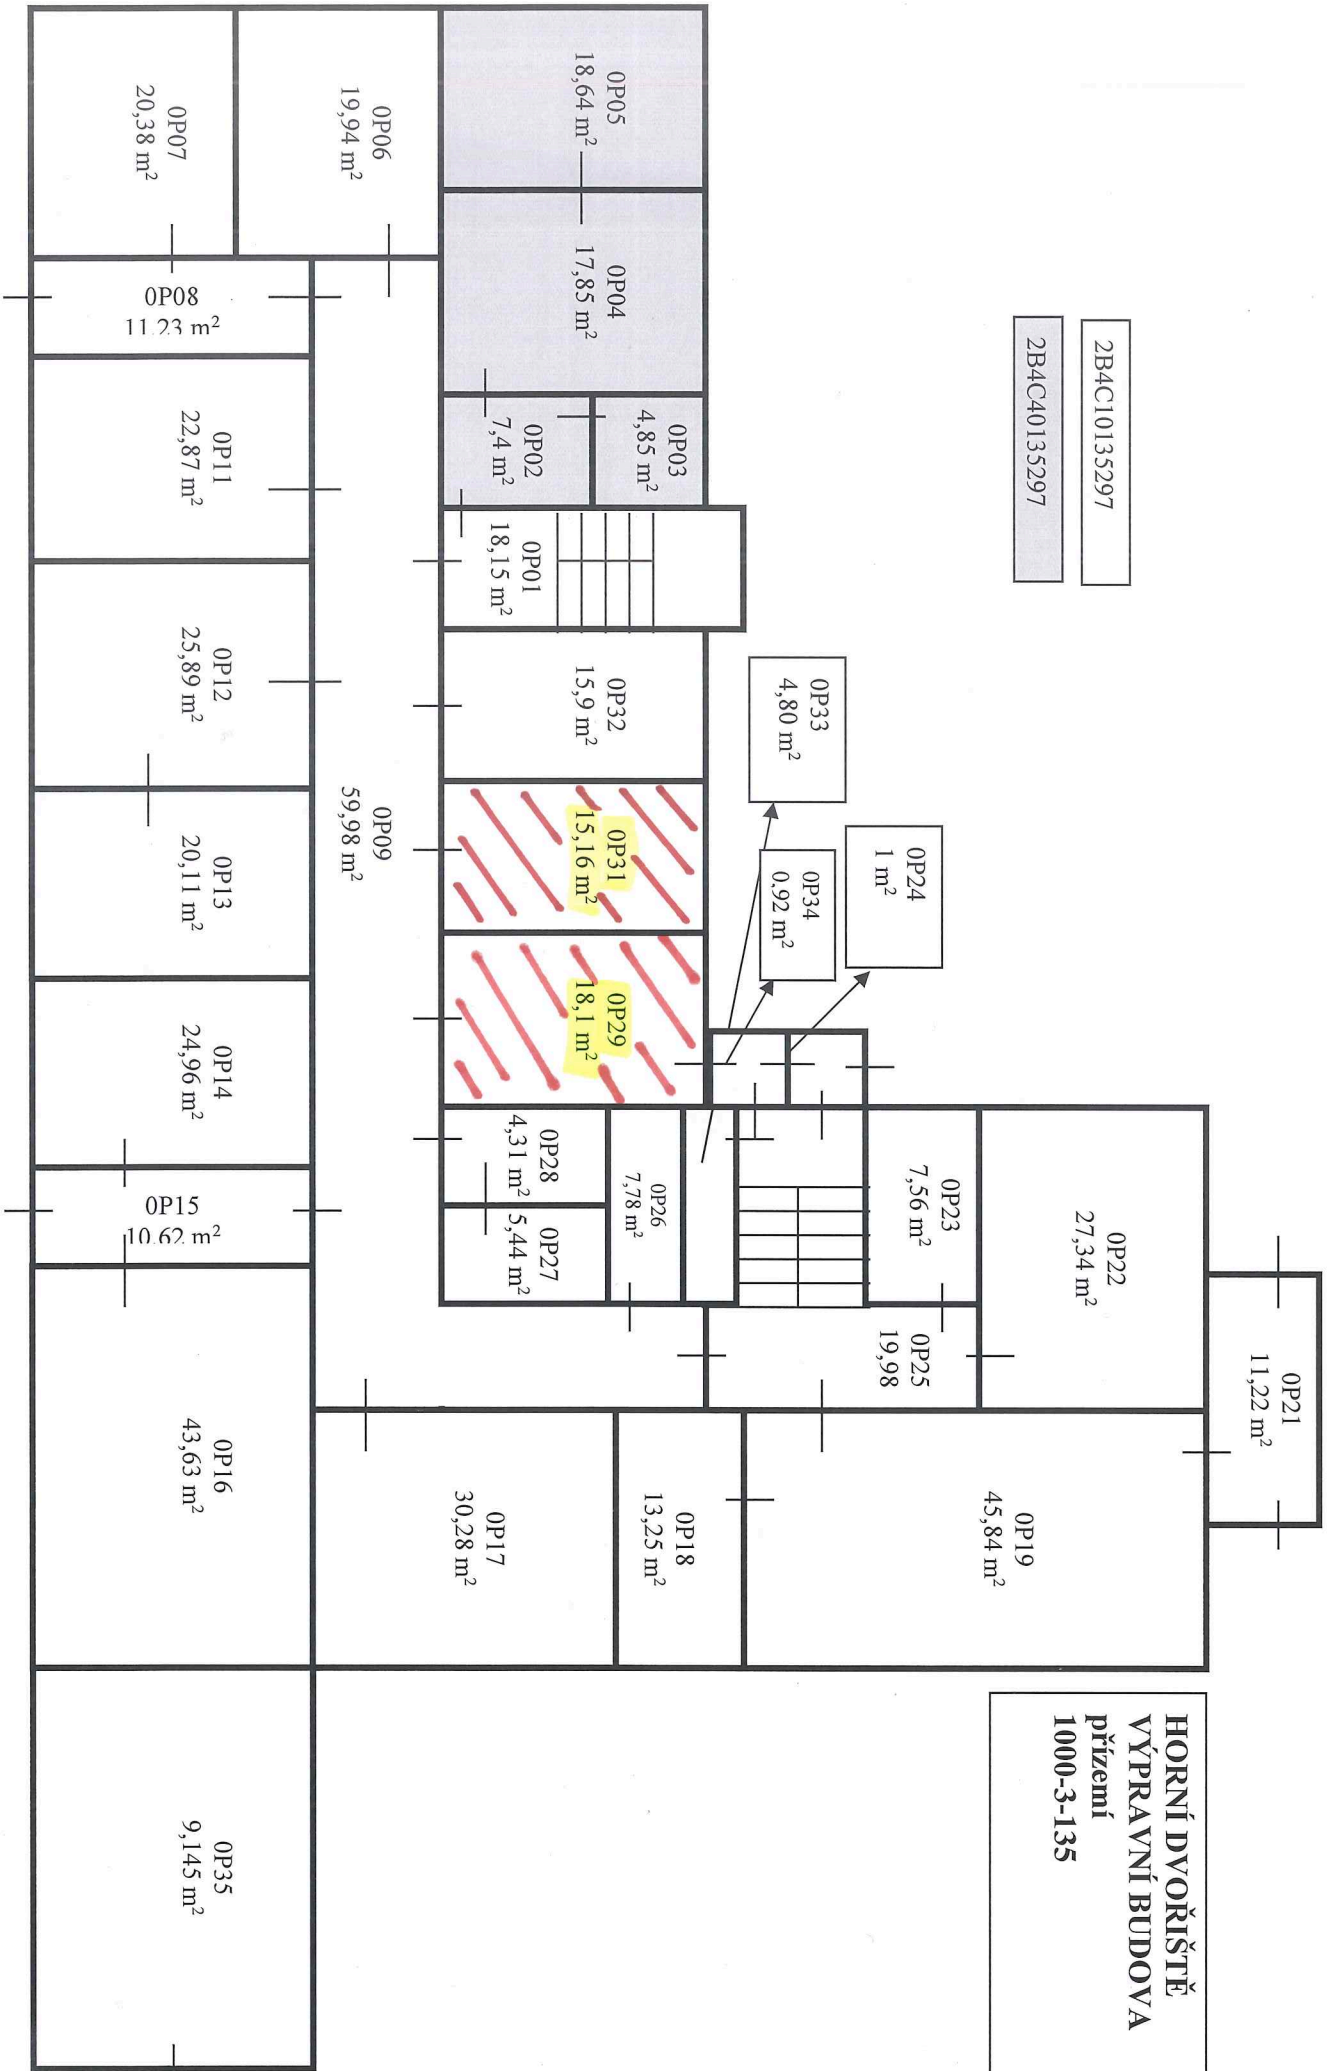 HORNÍ DVOŘIŠTĚ
VÝPRAVNÍ BUDOVA
přízemí
1000-3-135
2B4C10135297
2B4C40135297
0P21
11,22 m²
0P22
27,34 m²
0P19
45,84 m²
0P23
7,56 m²
0P25
19,98
0P24
1 m²
0P33
4,80 m²
0P34
0,92 m²
0P05
18,64 m²
0P04
17,85 m²
0P03
4,85 m²
0P02
7,4 m²
0P01
18,15 m²
0P32
15,9 m²
0P31
15,16 m²
0P29
18,1 m²
0P26
7,78 m²
0P28
4,31 m²
0P27
5,44 m²
0P18
13,25 m²
0P17
30,28 m²
0P06
19,94 m²
0P09
59,98 m²
0P07
20,38 m²
0P08
11,23 m²
0P11
22,87 m²
0P12
25,89 m²
0P13
20,11 m²
0P14
24,96 m²
0P15
10,62 m²
0P16
43,63 m²
0P35
9,145 m²